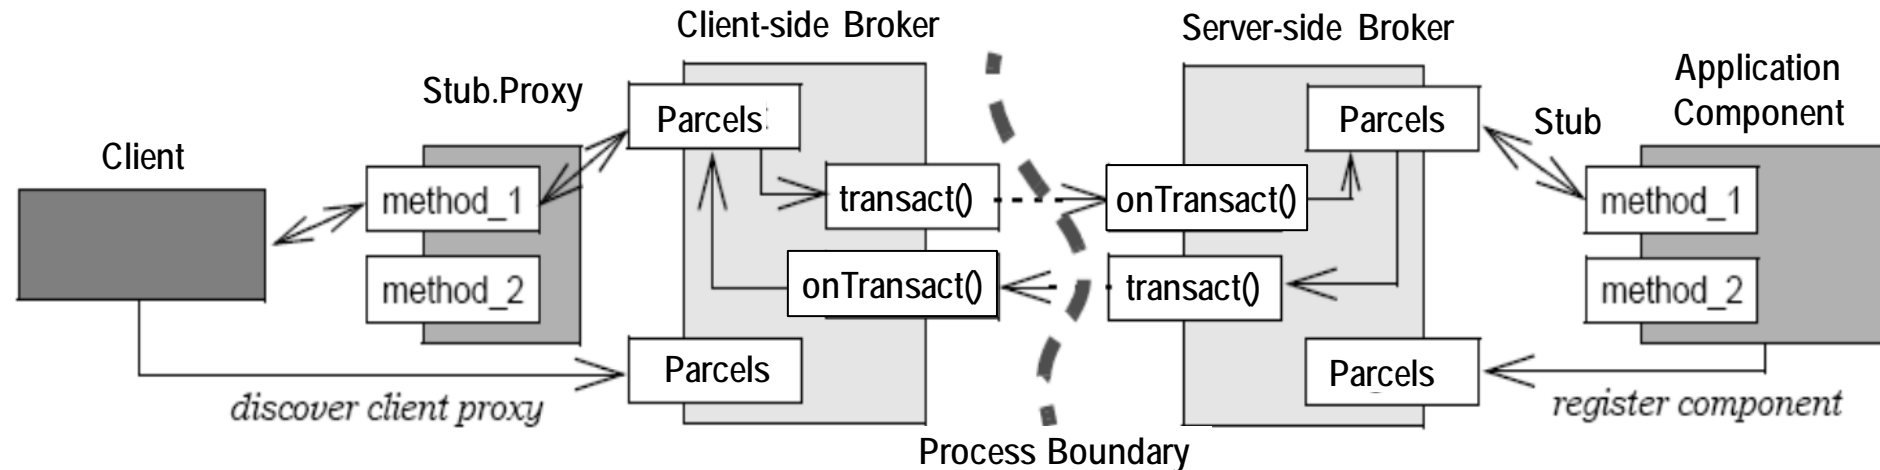 Client-side Broker
Server-side Broker
Application
Component
Stub.Proxy
Parcels
Parcels
Stub
Client
method_1
transact()
onTransact()
method_1
method_2
onTransact()
transact()
method_2
Parcels
Parcels
discover client proxy
register component
Process Boundary